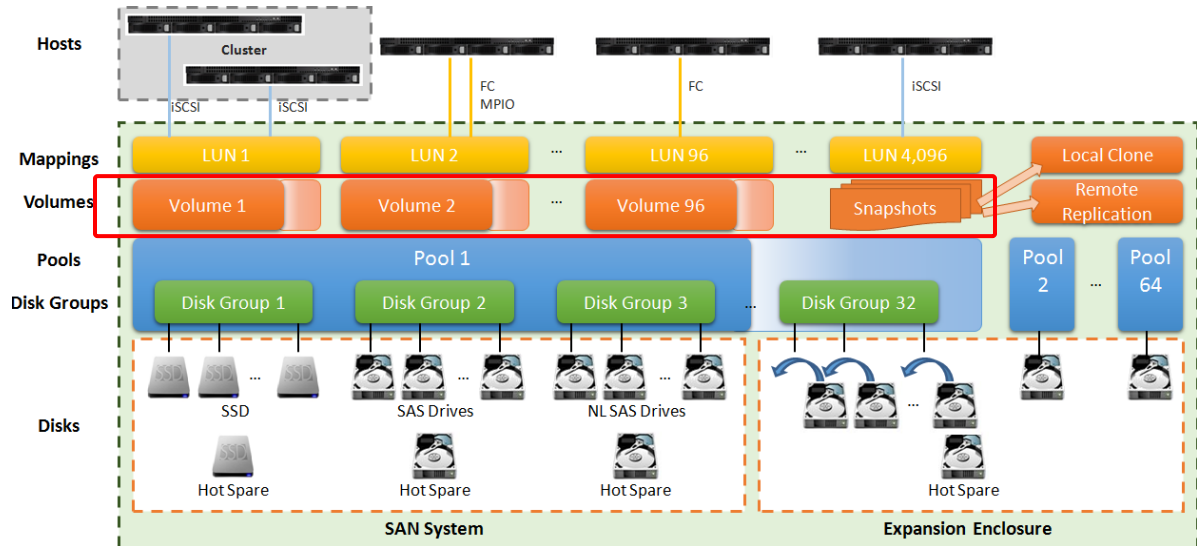 Hosts
Cluster
iSCSI
iSCSI
FC
MPIO
FC
iSCSI
Mappings
LUN 1
LUN 2
...
LUN 96
...
LUN 4,096
Local Clone
Volumes
Volume 1
Volume 2
...
Volume 96
Snapshots
Remote
Replication
Pools
Pool 1
Pool
2
...
Pool
64
Disk Groups
Disk Group 1
Disk Group 2
Disk Group 3
...
Disk Group 32
Disks
SSD
...
SSD
SSD
SSD
SSD
...
SAS Drives
...
NL SAS Drives
...
SSD
Hot Spare
Hot Spare
Hot Spare
Hot Spare
SAN System
Expansion Enclosure